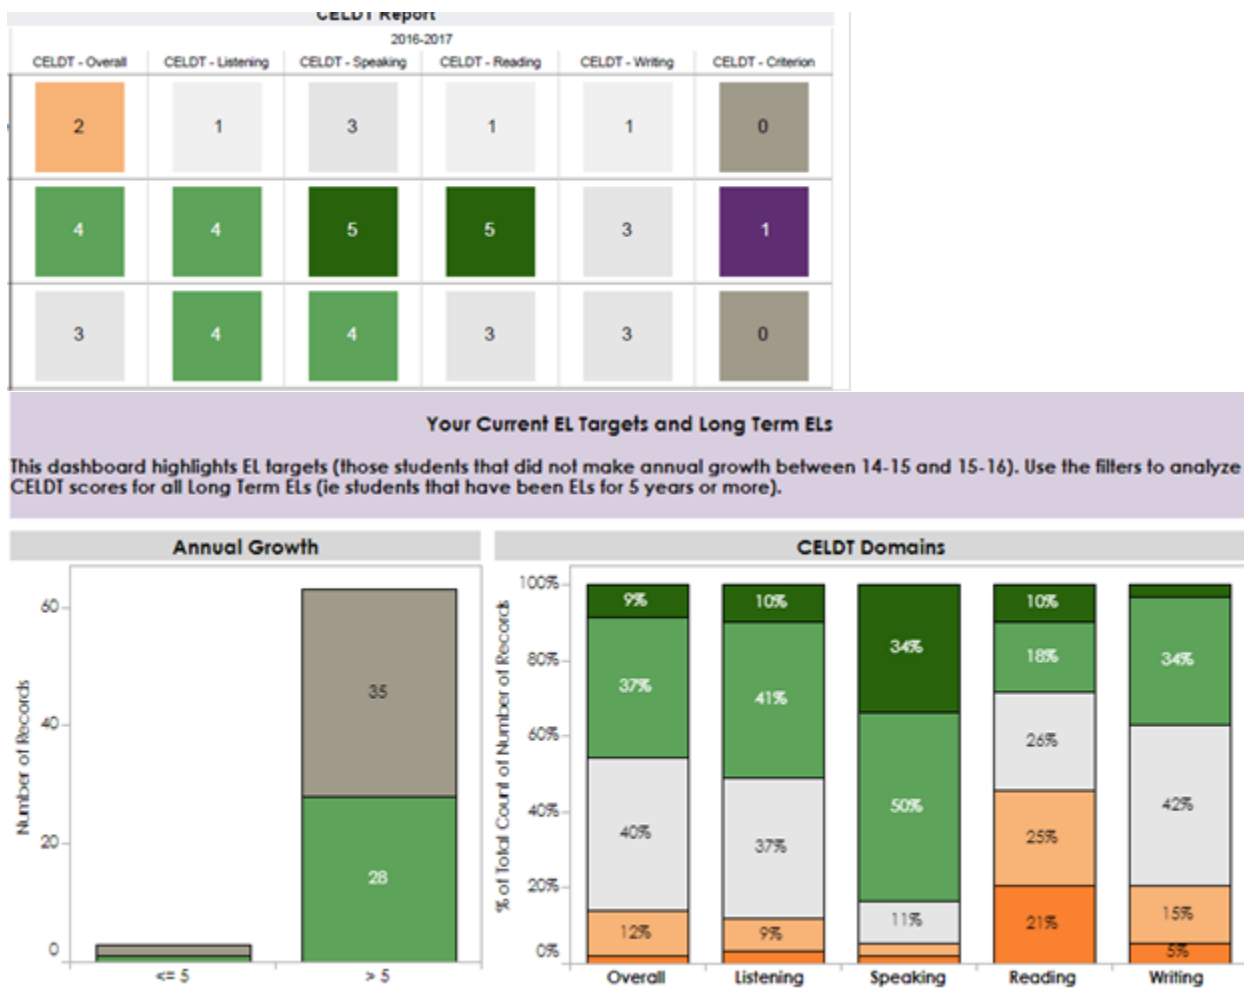 CELDT Report
2016-2017
CELDT - Overall CELDT - Listening CELDT - Speaking CELDT - Reading CELDT - Writing CELDT - Criterion
2 1 3 1 1 0
4 4 5 5 3 1
3 4 4 3 3 0
Your Current EL Targets and Long Term ELs
This dashboard highlights EL targets (those students that did not make annual growth between 14-15 and 15-16). Use the filters to analyze
CELDT scores for all Long Term ELs (ie students that have been ELs for 5 years or more).
Annual Growth
Number of Records
60
40
20
0
35
28
<= 5 > 5
CELDT Domains
% of Total Count of Number of Records
100%
80%
60%
40%
20%
0%
9% 10% 34% 10% 34%
37% 41% 50% 18% 42%
40% 37% 11% 26% 15%
12% 9% 25% 5%
21%
Overall Listening Speaking Reading Writing